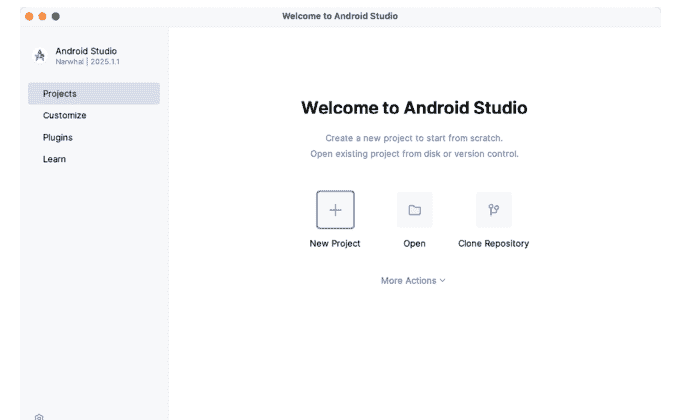 Welcome to Android Studio
Android Studio
Narwhal | 2025.1.1
Projects
Customize
Plugins
Learn
Welcome to Android Studio
Create a new project to start from scratch.
Open existing project from disk or version control.
New Project
Open
Clone Repository
More Actions